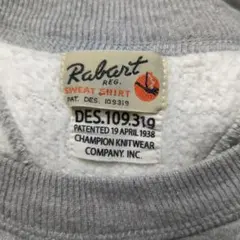 Rabart
REG.
SWEAT SHIRT
PAT. DES. 109319
DES.109.319
PATENTED 19 APRIL 1938
CHAMPION KNITWEAR
COMPANY. INC.